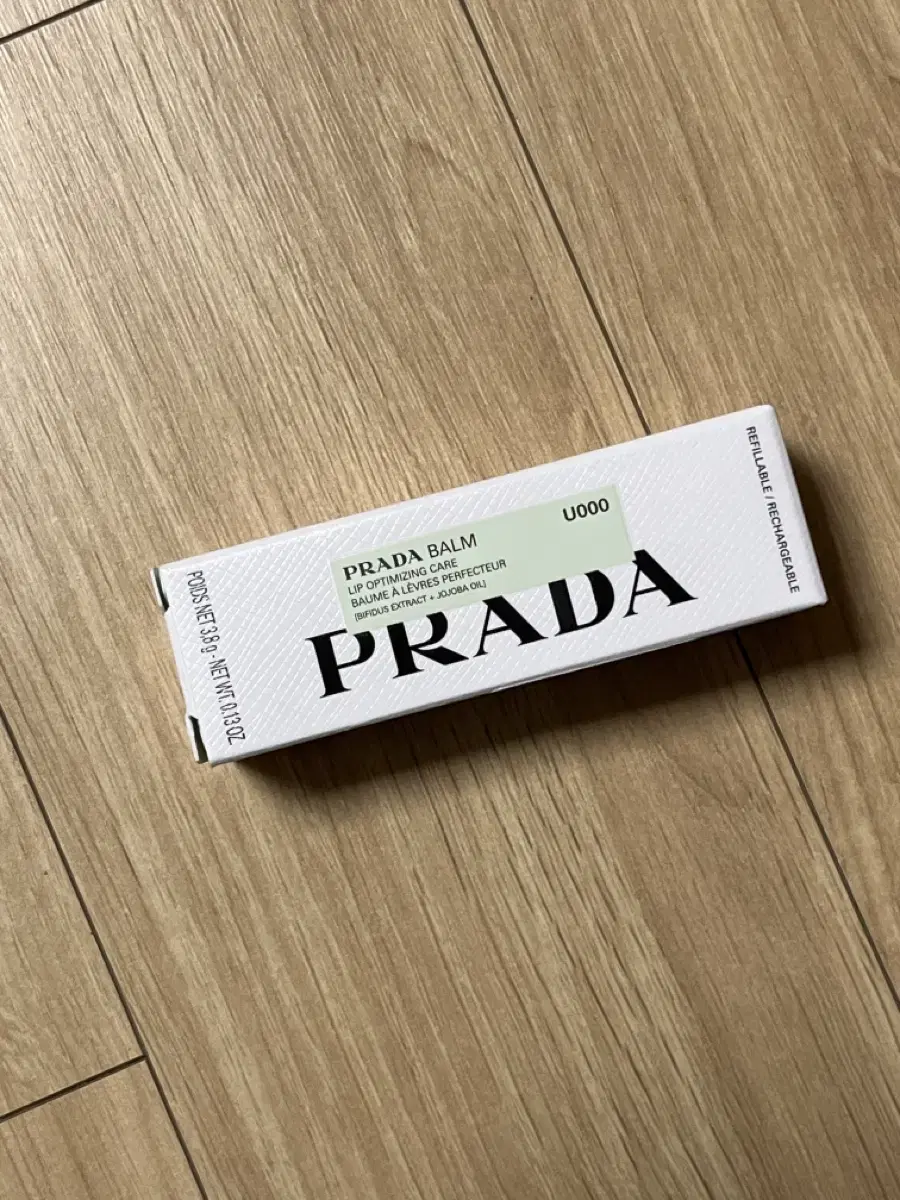 PRADA BALM
U000
LIP OPTIMIZING CARE
BAUME À LÈVRES PERFECTEUR
[BIFIDUS EXTRACT + JOJOBA OIL]
PRADA
POIDS NET 3,8 g - NET WT. 0.13 OZ
REFILLABLE / RECHARGEABLE